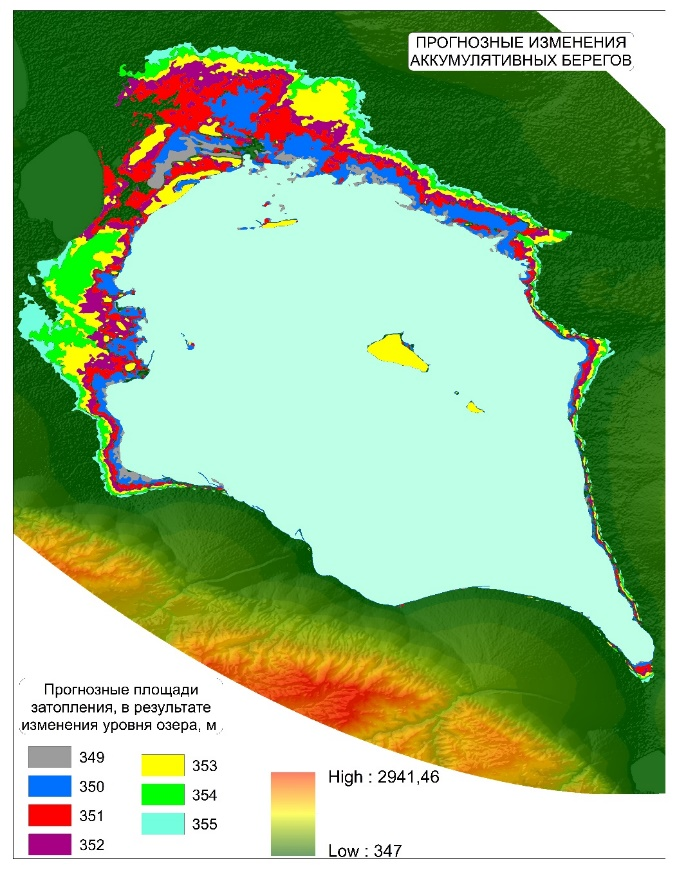 ПРОГНОЗНЫЕ ИЗМЕНЕНИЯ
АККУМУЛЯТИВНЫХ БЕРЕГОВ
Прогнозные площади
затопления, в результате
изменения уровня озера, м
349
350
351
352
353
354
355
High : 2941,46
Low : 347